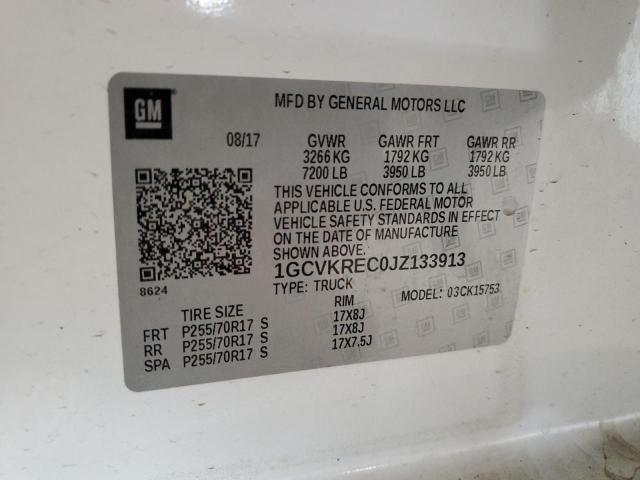 GM
MFD BY GENERAL MOTORS LLC
08/17 GVWR GAWR FRT GAWR RR
3266 KG 1792 KG 1792 KG
7200 LB 3950 LB 3950 LB
THIS VEHICLE CONFORMS TO ALL
APPLICABLE U.S. FEDERAL MOTOR
VEHICLE SAFETY STANDARDS IN EFFECT
ON THE DATE OF MANUFACTURE
SHOWN ABOVE.
1GCVKREC0JZ133913
8624
TYPE: TRUCK MODEL: 03CK15753
TIRE SIZE RIM
FRT P255/70R17 S 17X8J
RR P255/70R17 S 17X8J
SPA P255/70R17 S 17X7,5J